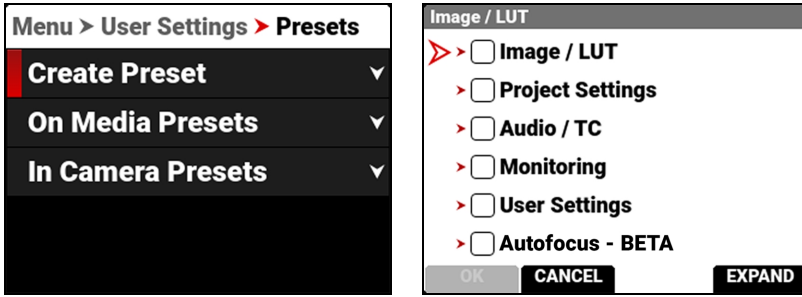 Menu > User Settings > Presets
Create Preset
On Media Presets
In Camera Presets
Image / LUT
Image / LUT
Project Settings
Audio / TC
Monitoring
User Settings
Autofocus - BETA
OK CANCEL EXPAND